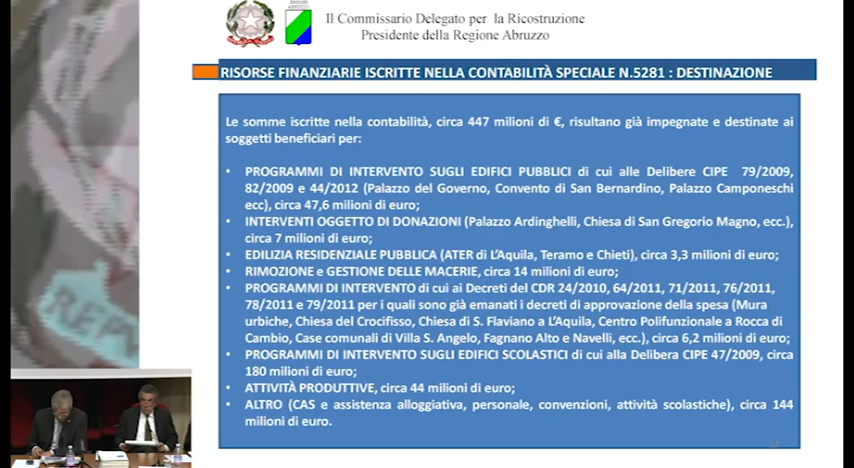 Il Commissario Delegato per la Ricostruzione
Presidente della Regione Abruzzo
RISORSE FINANZIARIE ISCRITTE NELLA CONTABILITÀ SPECIALE N.5281 : DESTINAZIONE
Le somme iscritte nella contabilità, circa 447 milioni di €, risultano già impegnate e destinate ai
soggetti beneficiari per:
• PROGRAMMI DI INTERVENTO SUGLI EDIFICI PUBBLICI di cui alle Delibere CIPE 79/2009,
82/2009 e 44/2012 (Palazzo del Governo, Convento di San Bernardino, Palazzo Camponeschi
ecc), circa 47,6 milioni di euro;
• INTERVENTI OGGETTO DI DONAZIONI (Palazzo Ardinghelli, Chiesa di San Gregorio Magno, ecc.),
circa 7 milioni di euro;
• EDILIZIA RESIDENZIALE PUBBLICA (ATER di L'Aquila, Teramo e Chieti), circa 3,3 milioni di euro;
• RIMOZIONE e GESTIONE DELLE MACERIE, circa 14 milioni di euro;
• PROGRAMMI DI INTERVENTO di cui ai Decreti del CDR 24/2010, 64/2011, 71/2011, 76/2011,
78/2011 e 79/2011 per i quali sono già emanati i decreti di approvazione della spesa (Mura
urbiche, Chiesa del Crocifisso, Chiesa di S. Flaviano a L'Aquila, Centro Polifunzionale a Rocca di
Cambio, Case comunali di Villa S. Angelo, Fagnano Alto e Navelli, ecc.), circa 6,2 milioni di euro;
• PROGRAMMI DI INTERVENTO SUGLI EDIFICI SCOLASTICI di cui alla Delibera CIPE 47/2009, circa
180 milioni di euro;
• ATTIVITÀ PRODUTTIVE, circa 44 milioni di euro;
• ALTRO (CAS e assistenza alloggiativa, personale, convenzioni, attività scolastiche), circa 144
milioni di euro.